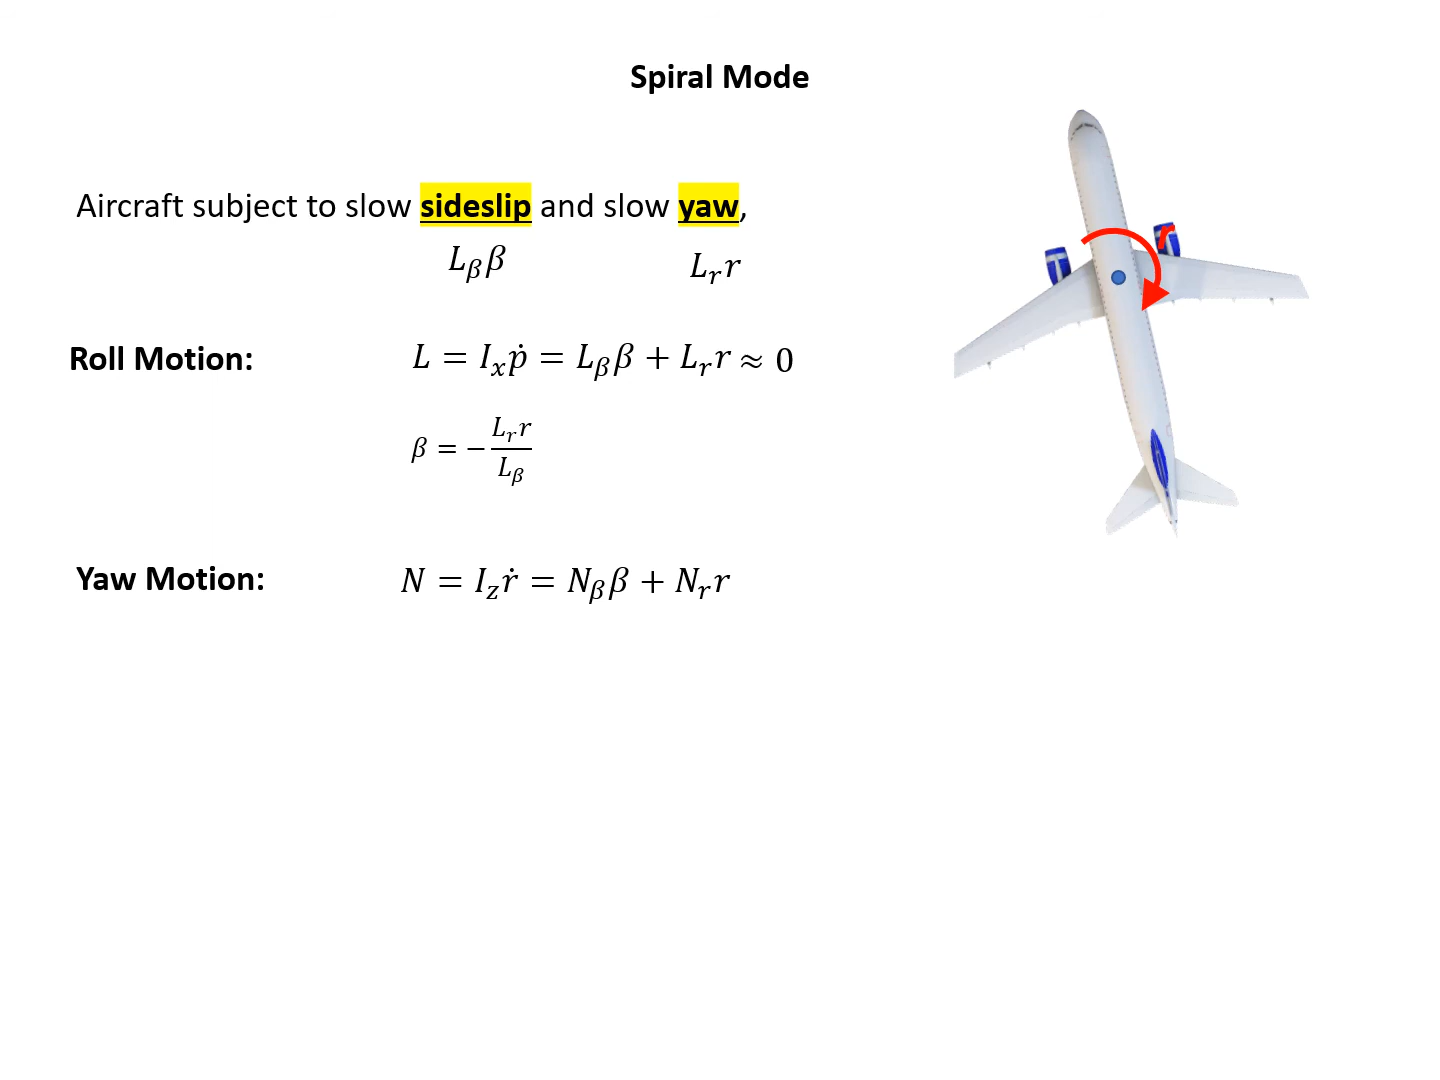 Spiral Mode
Aircraft subject to slow sideslip and slow yaw,
L_β β
L_r r
Roll Motion: L = I_x ṗ = L_β β + L_r r ≈ 0
β = − L_r r / L_β
Yaw Motion: N = I_z ṙ = N_β β + N_r r
r